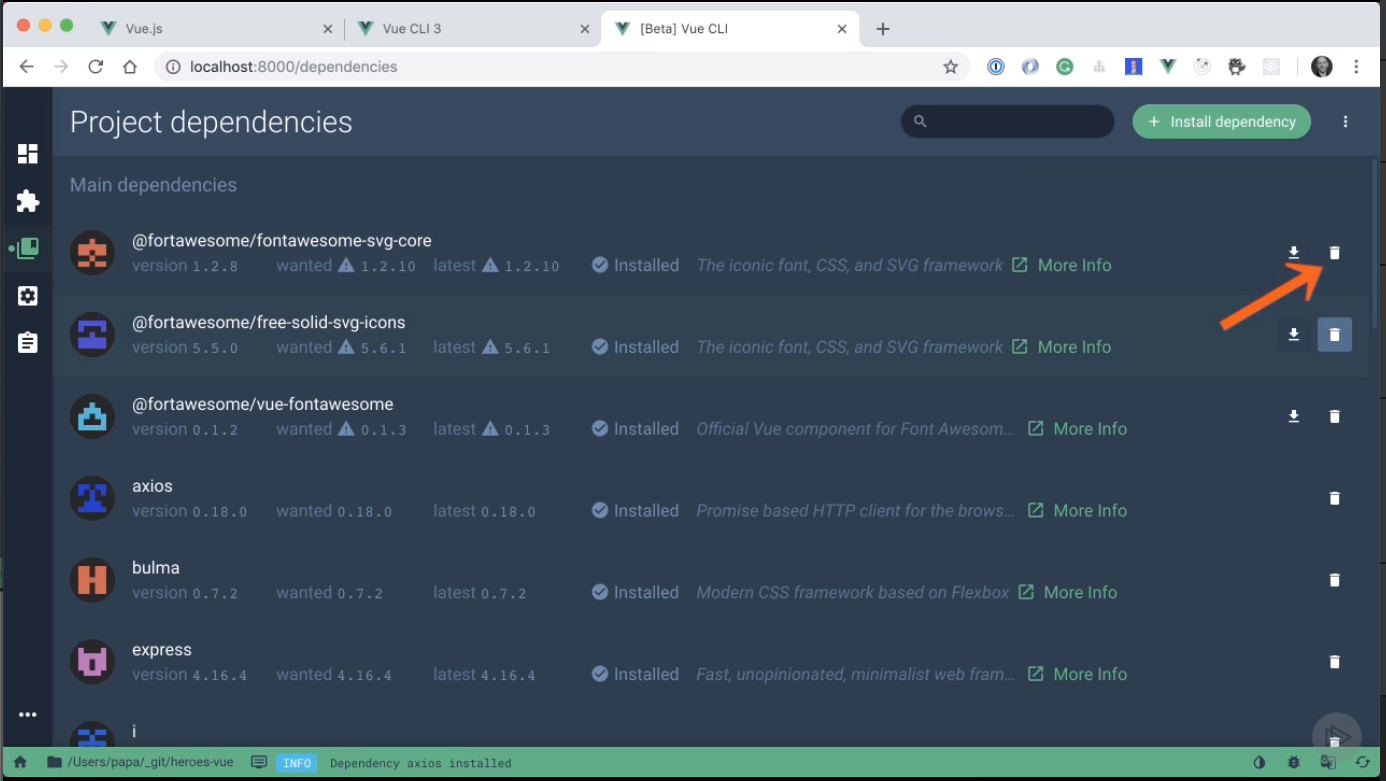 Vue.js
Vue CLI 3
[Beta] Vue CLI
localhost:8000/dependencies
Project dependencies
Install dependency
Main dependencies
@fortawesome/fontawesome-svg-core
version 1.2.8 wanted 1.2.10 latest 1.2.10 Installed The iconic font, CSS, and SVG framework More Info
@fortawesome/free-solid-svg-icons
version 5.5.0 wanted 5.6.1 latest 5.6.1 Installed The iconic font, CSS, and SVG framework More Info
@fortawesome/vue-fontawesome
version 0.1.2 wanted 0.1.3 latest 0.1.3 Installed Official Vue component for Font Awesom... More Info
axios
version 0.18.0 wanted 0.18.0 latest 0.18.0 Installed Promise based HTTP client for the brows... More Info
bulma
version 0.7.2 wanted 0.7.2 latest 0.7.2 Installed Modern CSS framework based on Flexbox More Info
express
version 4.16.4 wanted 4.16.4 latest 4.16.4 Installed Fast, unopinionated, minimalist web fram... More Info
i
/Users/papa/_git/heroes-vue INFO Dependency axios installed